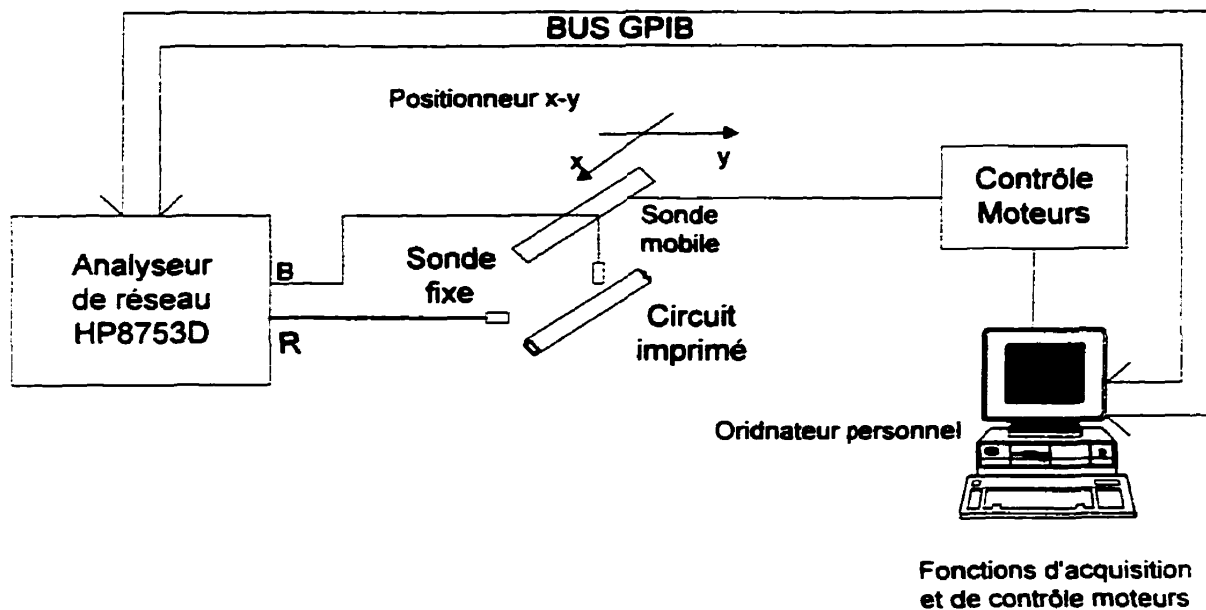 BUS GPIB
Positionneur x-y
x
y
Contrôle
Moteurs
Sonde
mobile
Analyseur
de réseau
HP8753D
B
R
Sonde
fixe
Circuit
imprimé
Oridnateur personnel
Fonctions d'acquisition
et de contrôle moteurs